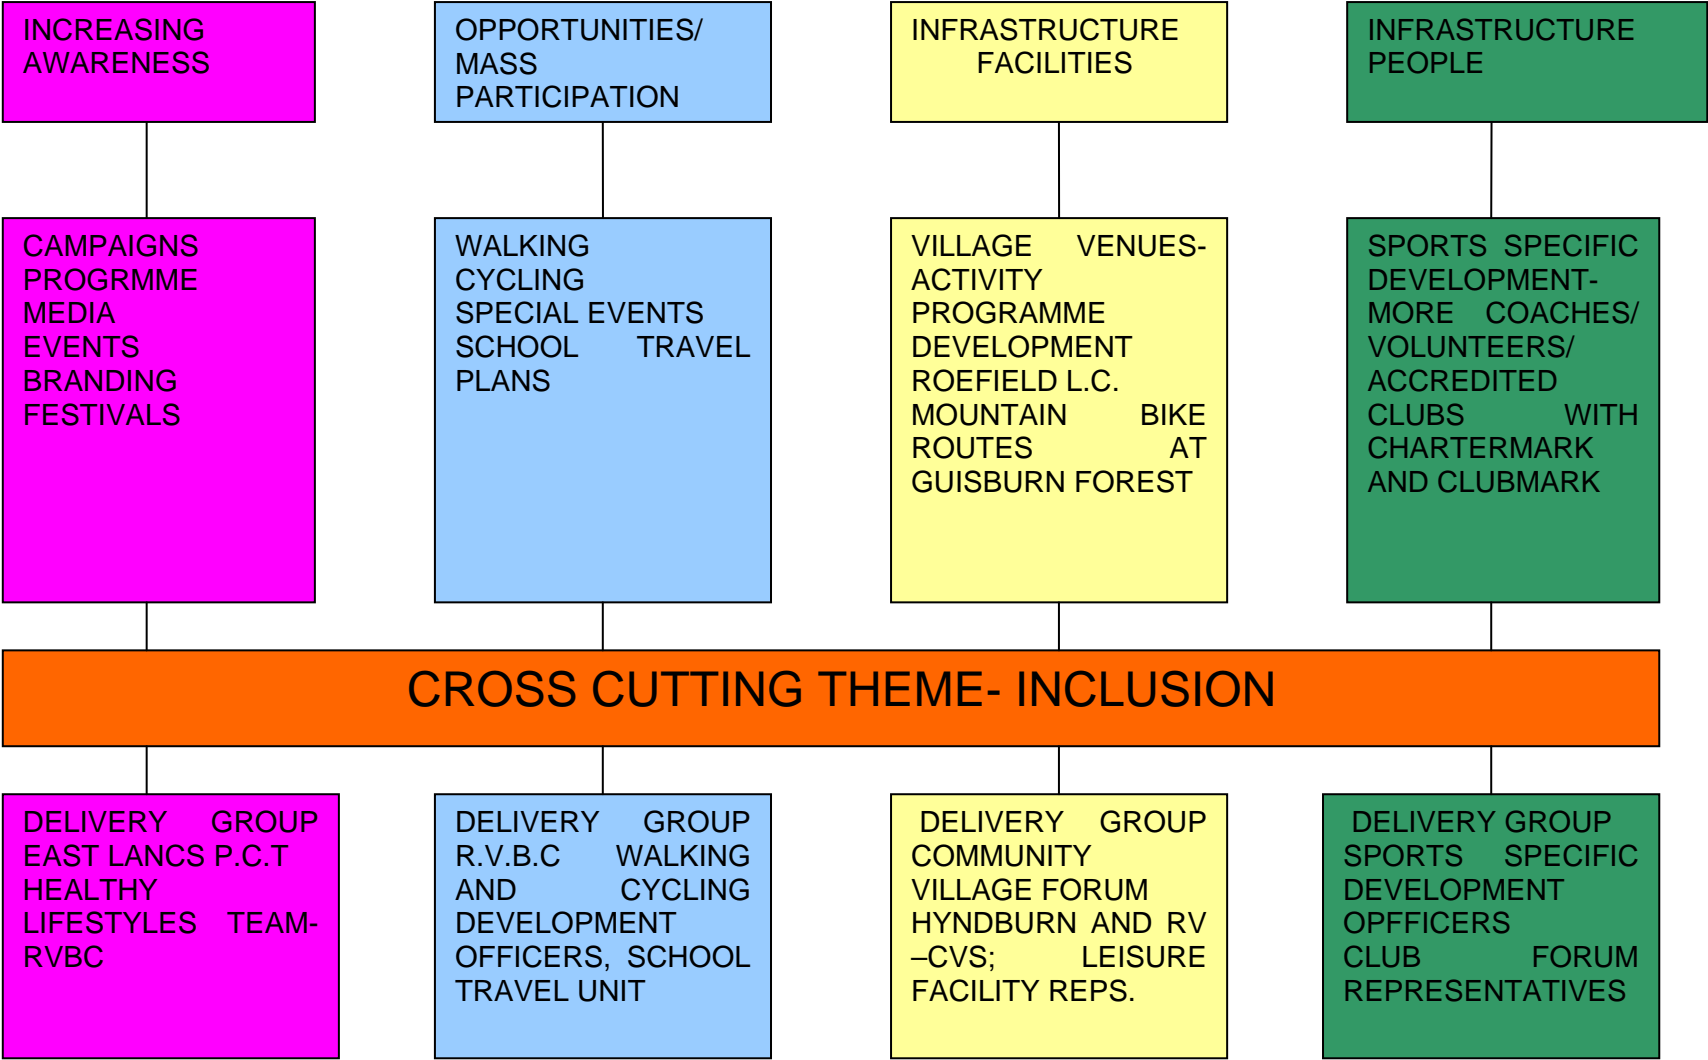 INCREASING
AWARENESS
OPPORTUNITIES/
MASS
PARTICIPATION
INFRASTRUCTURE
FACILITIES
INFRASTRUCTURE
PEOPLE
CAMPAIGNS
PROGRMME
MEDIA
EVENTS
BRANDING
FESTIVALS
WALKING
CYCLING
SPECIAL EVENTS
SCHOOL TRAVEL
PLANS
VILLAGE VENUES-
ACTIVITY
PROGRAMME
DEVELOPMENT
ROEFIELD L.C.
MOUNTAIN BIKE
ROUTES AT
GUISBURN FOREST
SPORTS SPECIFIC
DEVELOPMENT-
MORE COACHES/
VOLUNTEERS/
ACCREDITED
CLUBS WITH
CHARTERMARK
AND CLUBMARK
CROSS CUTTING THEME- INCLUSION
DELIVERY GROUP
EAST LANCS P.C.T
HEALTHY
LIFESTYLES TEAM-
RVBC
DELIVERY GROUP
R.V.B.C WALKING
AND CYCLING
DEVELOPMENT
OFFICERS, SCHOOL
TRAVEL UNIT
DELIVERY GROUP
COMMUNITY
VILLAGE FORUM
HYNDBURN AND RV
–CVS; LEISURE
FACILITY REPS.
DELIVERY GROUP
SPORTS SPECIFIC
DEVELOPMENT
OPFFICERS
CLUB FORUM
REPRESENTATIVES